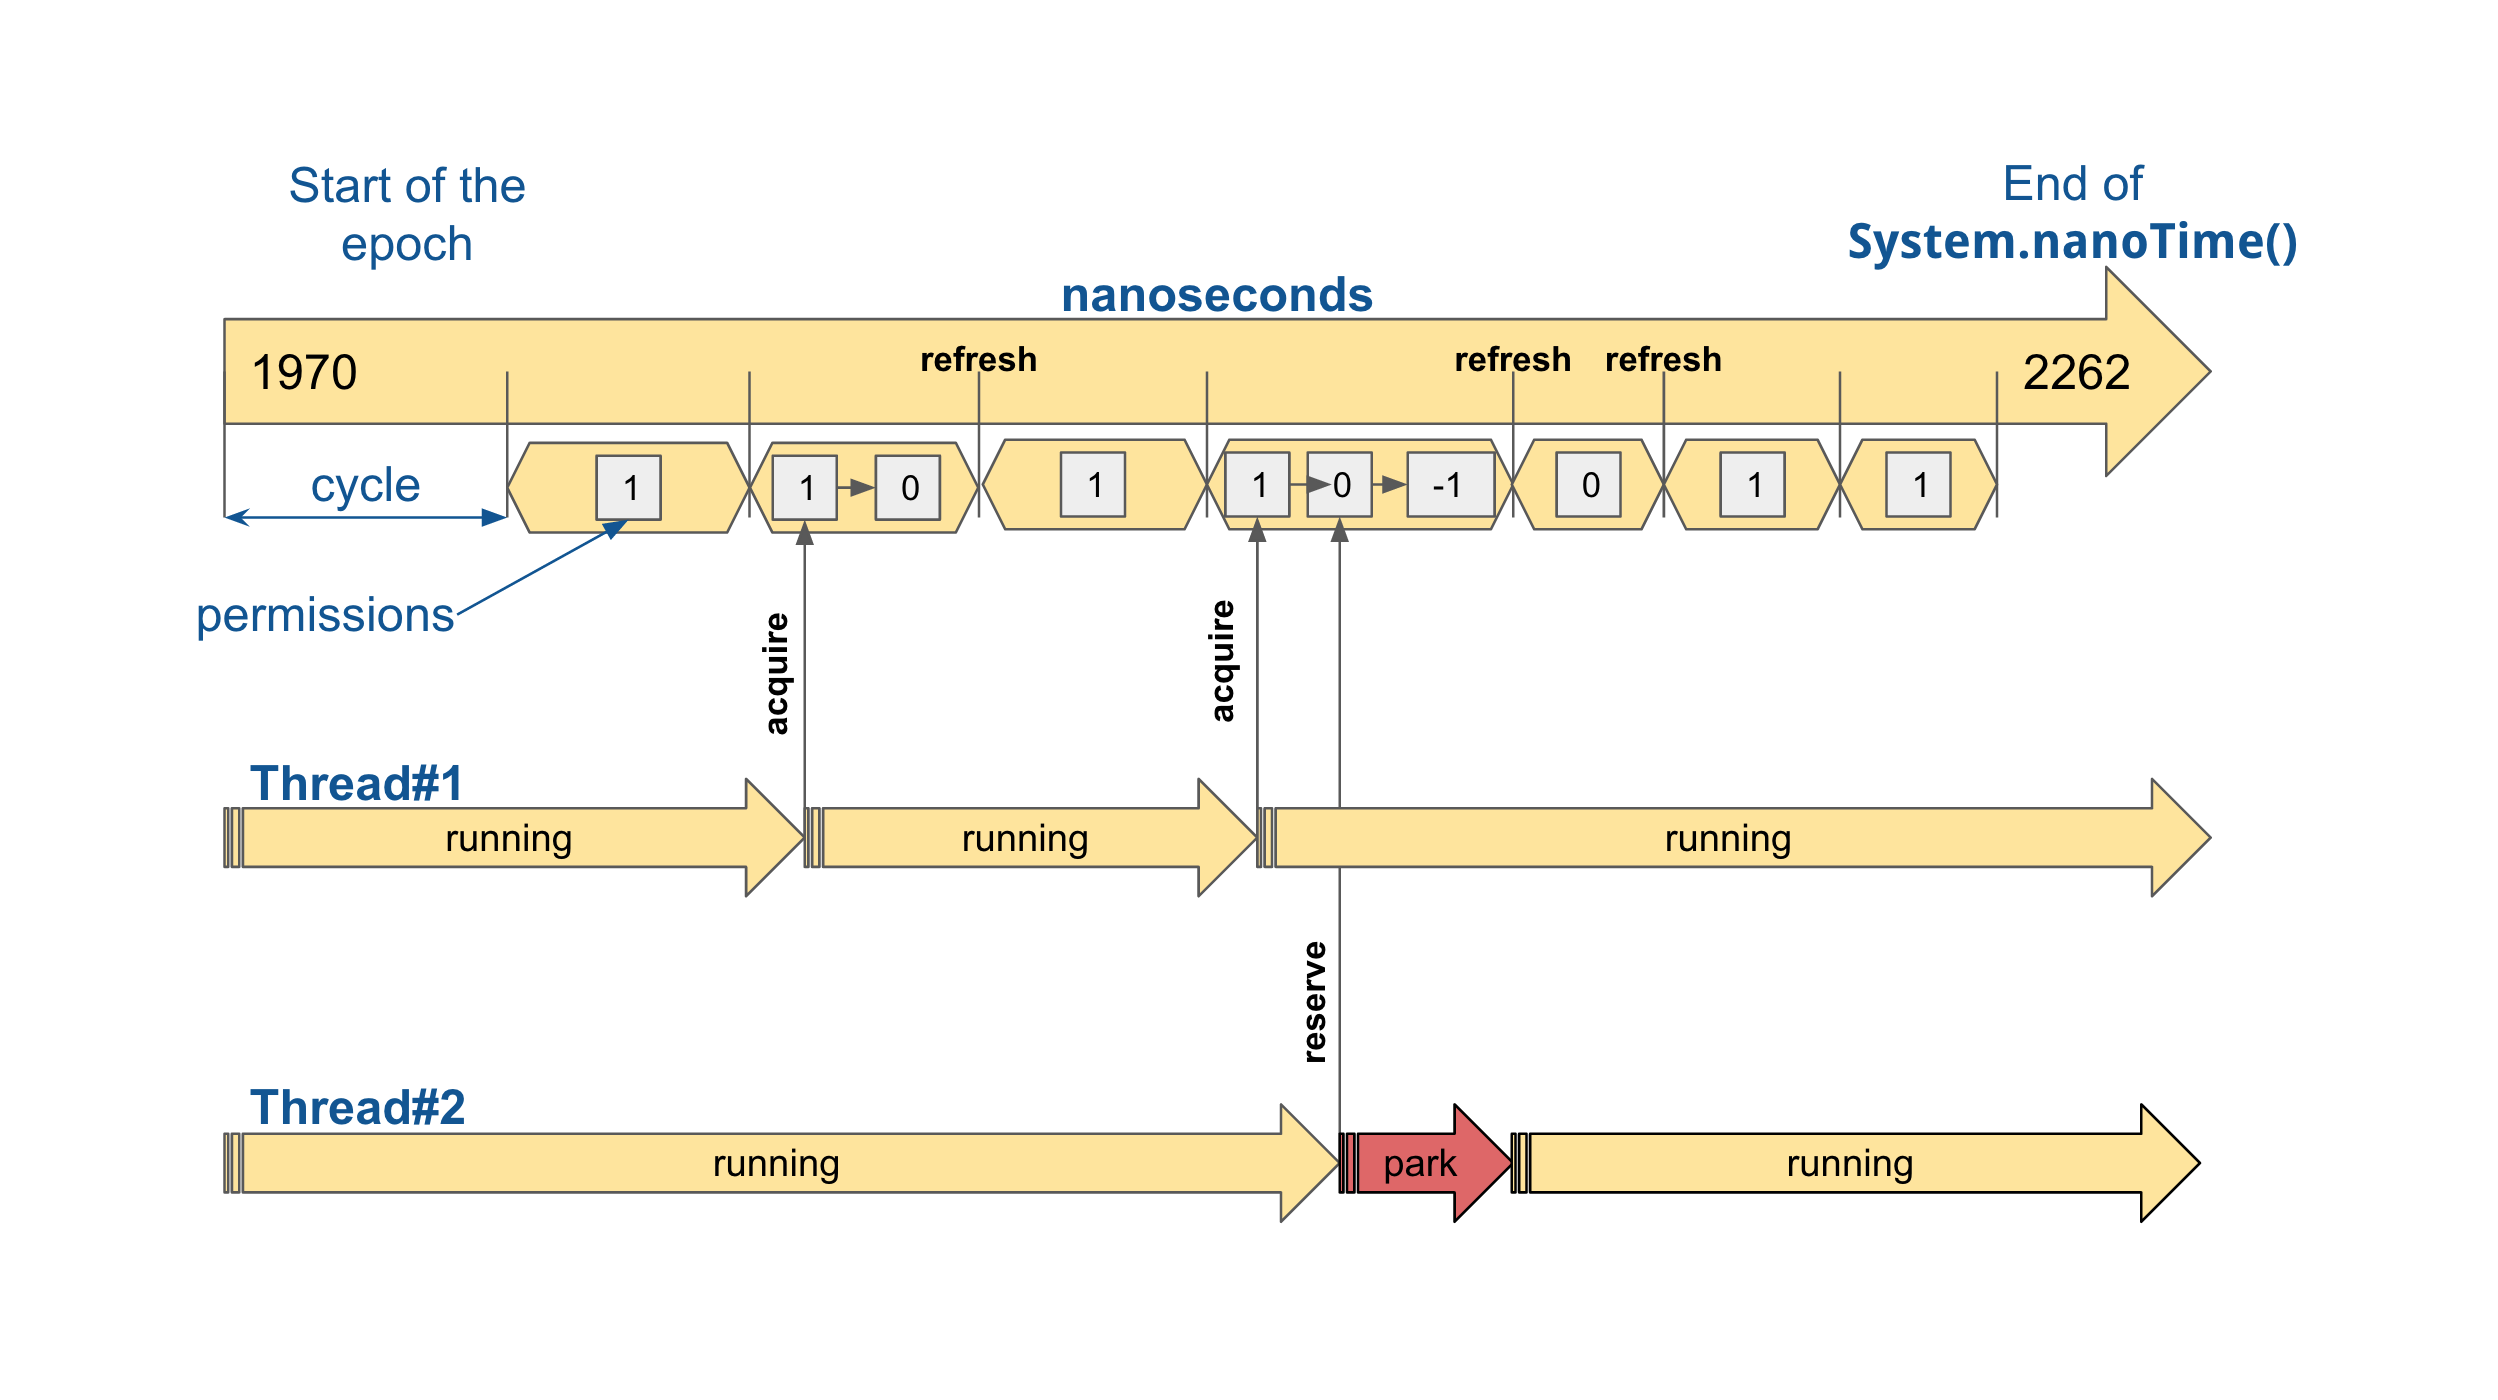 Start of the
epoch
End of
System.nanoTime()
nanoseconds
1970
refresh
refresh
refresh
2262
cycle
1
1
0
1
1
0
-1
0
1
1
permissions
acquire
acquire
Thread#1
running
running
running
reserve
Thread#2
running
park
running